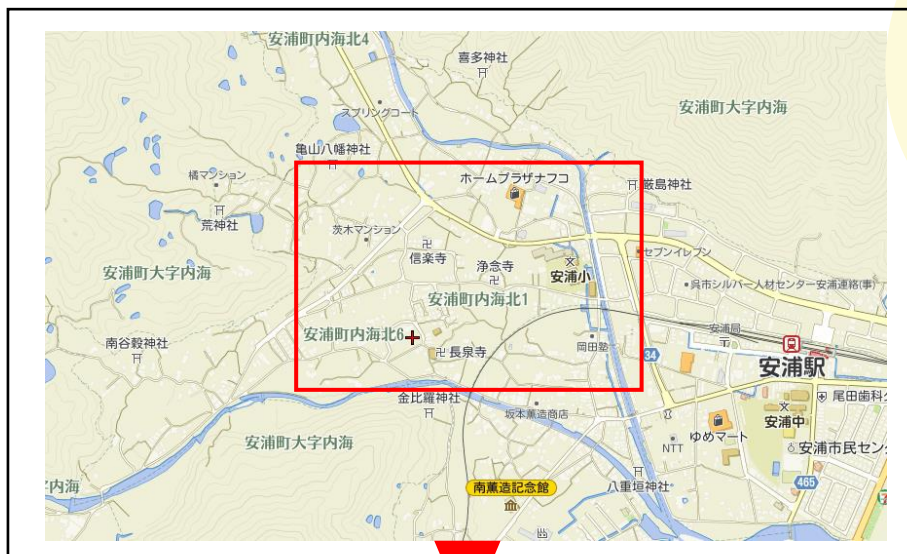 安浦町内海北4
喜多神社
スプリングコート
安浦町大字内海
亀山八幡神社
橘マンション
ホームプラザナフコ
厳島神社
荒神社
茨木マンション
信楽寺
浄念寺
セブンイレブン
安浦小
安浦町大字内海
呉市シルバー人材センター安浦連絡(事)
安浦町内海北1
安浦町内海北6
安浦局
南谷穀神社
長泉寺
岡田塾
34
安浦駅
金比羅神社
尾田歯科
坂本薫造商店
安浦中
ゆめマート
安浦町大字内海
NTT
安浦市民セン
内海
南薫造記念館
八重垣神社
465